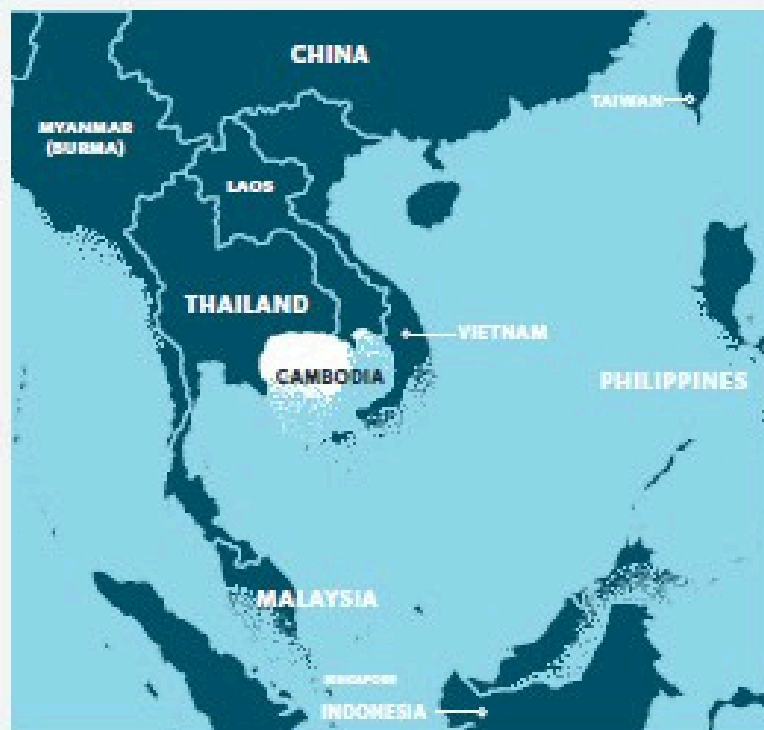 CHINA
TAIWAN
MYANMAR
(BURMA)
LAOS
THAILAND
VIETNAM
CAMBODIA
PHILIPPINES
MALAYSIA
SINGAPORE
INDONESIA